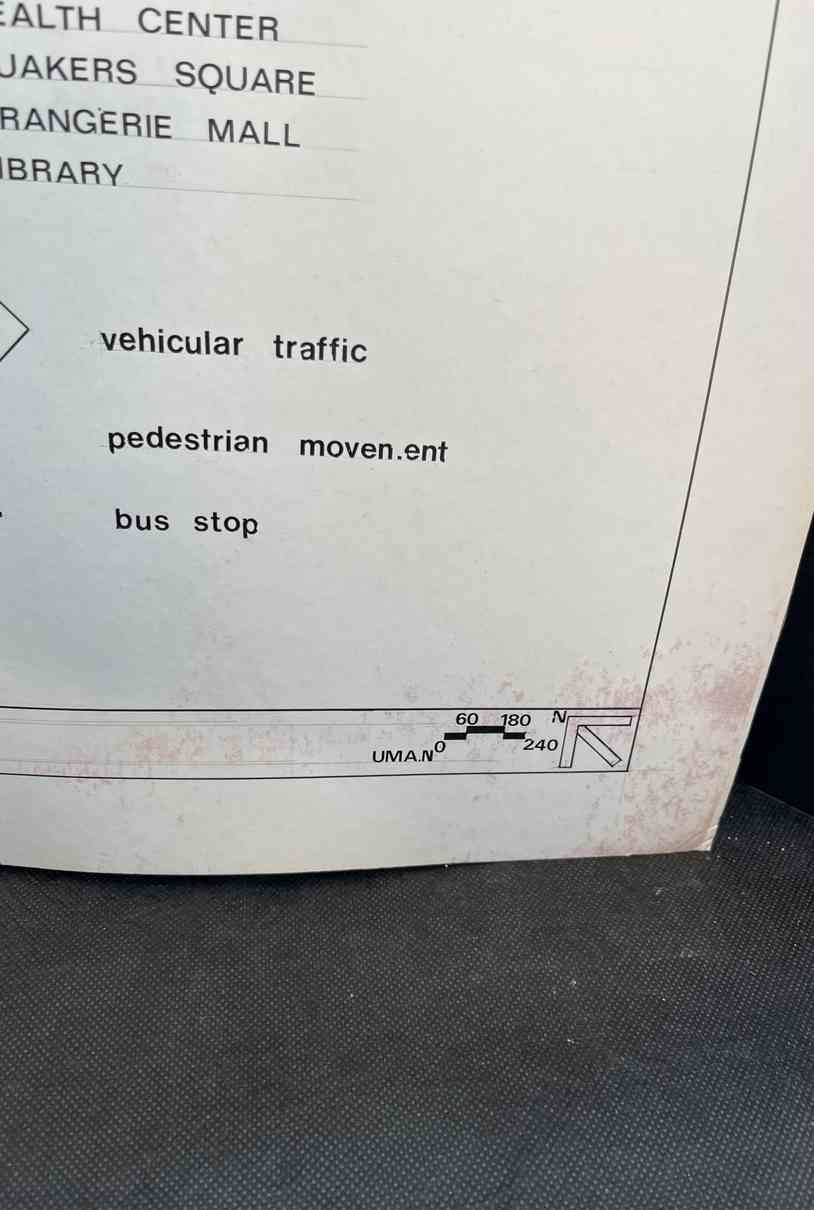 EALTH CENTER
UAKERS SQUARE
RANGERIE MALL
IBRARY
vehicular traffic
pedestrian moven.ent
bus stop
60 180 N
UMA.N 0 240